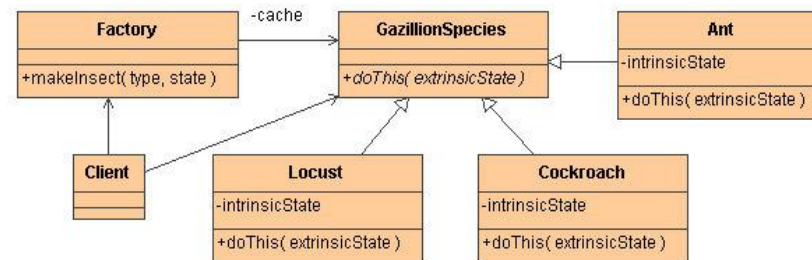 Factory
+makeInsect( type, state )
-cache
GazillionSpecies
+doThis( extrinsicState )
Ant
-intrinsicState
+doThis( extrinsicState )
Client
Locust
-intrinsicState
+doThis( extrinsicState )
Cockroach
-intrinsicState
+doThis( extrinsicState )